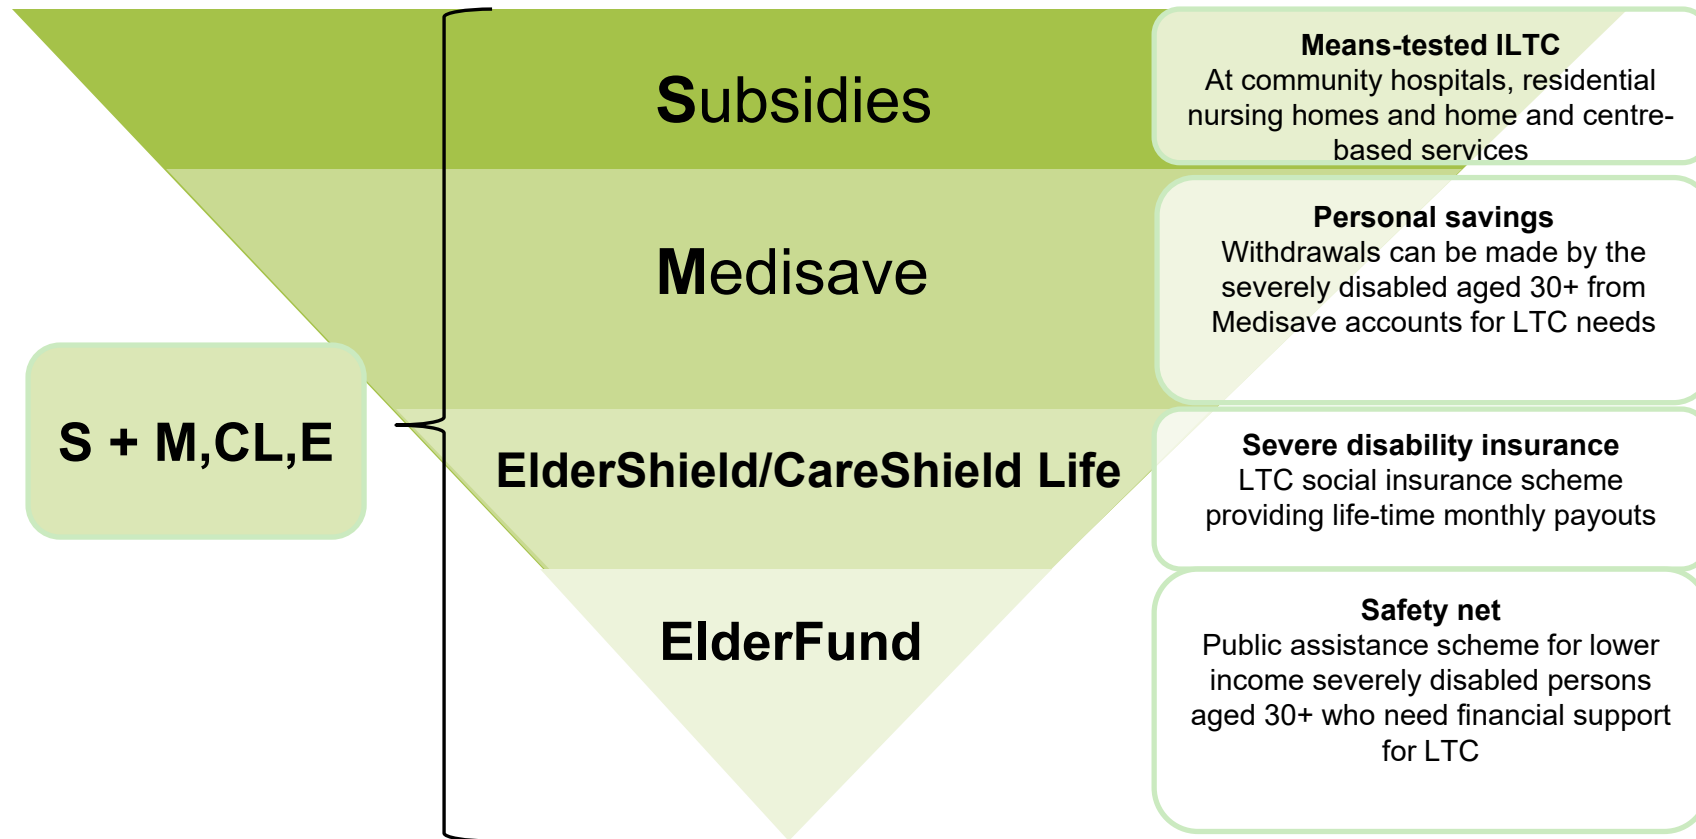 Subsidies
Means-tested ILTC
At community hospitals, residential
nursing homes and home and centre-
based services
Medisave
Personal savings
Withdrawals can be made by the
severely disabled aged 30+ from
Medisave accounts for LTC needs
S + M,CL,E
ElderShield/CareShield Life
Severe disability insurance
LTC social insurance scheme
providing life-time monthly payouts
ElderFund
Safety net
Public assistance scheme for lower
income severely disabled persons
aged 30+ who need financial support
for LTC